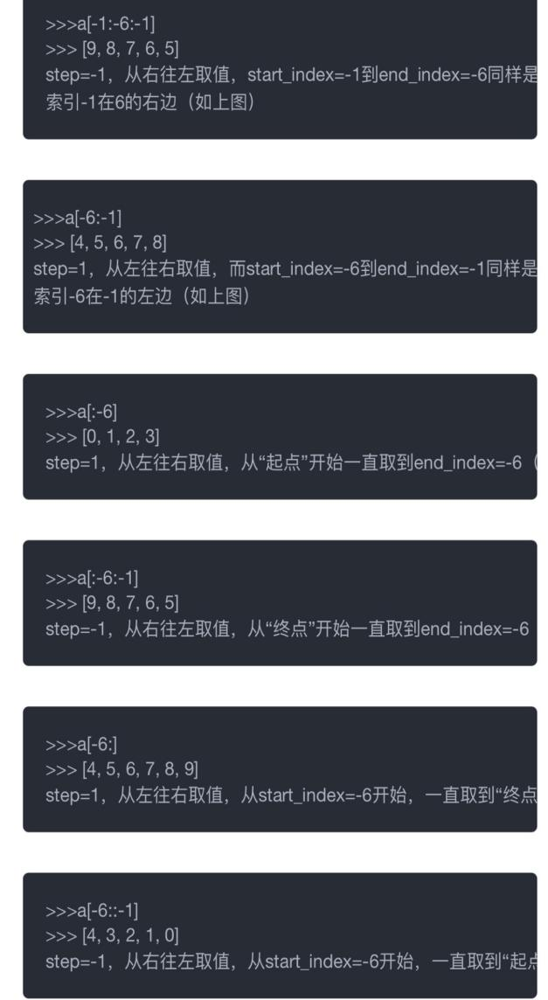 >>>a[-1:-6:-1]
>>> [9, 8, 7, 6, 5]
step=-1，从右往左取值，start_index=-1到end_index=-6同样是
索引-1在6的右边（如上图）
>>>a[-6:-1]
>>> [4, 5, 6, 7, 8]
step=1，从左往右取值，而start_index=-6到end_index=-1同样是
索引-6在-1的左边（如上图）
>>>a[:-6]
>>> [0, 1, 2, 3]
step=1，从左往右取值，从“起点”开始一直取到end_index=-6（
>>>a[:-6:-1]
>>> [9, 8, 7, 6, 5]
step=-1，从右往左取值，从“终点”开始一直取到end_index=-6
>>>a[-6:]
>>> [4, 5, 6, 7, 8, 9]
step=1，从左往右取值，从start_index=-6开始，一直取到“终点
>>>a[-6::-1]
>>> [4, 3, 2, 1, 0]
step=-1，从右往左取值，从start_index=-6开始，一直取到“起点